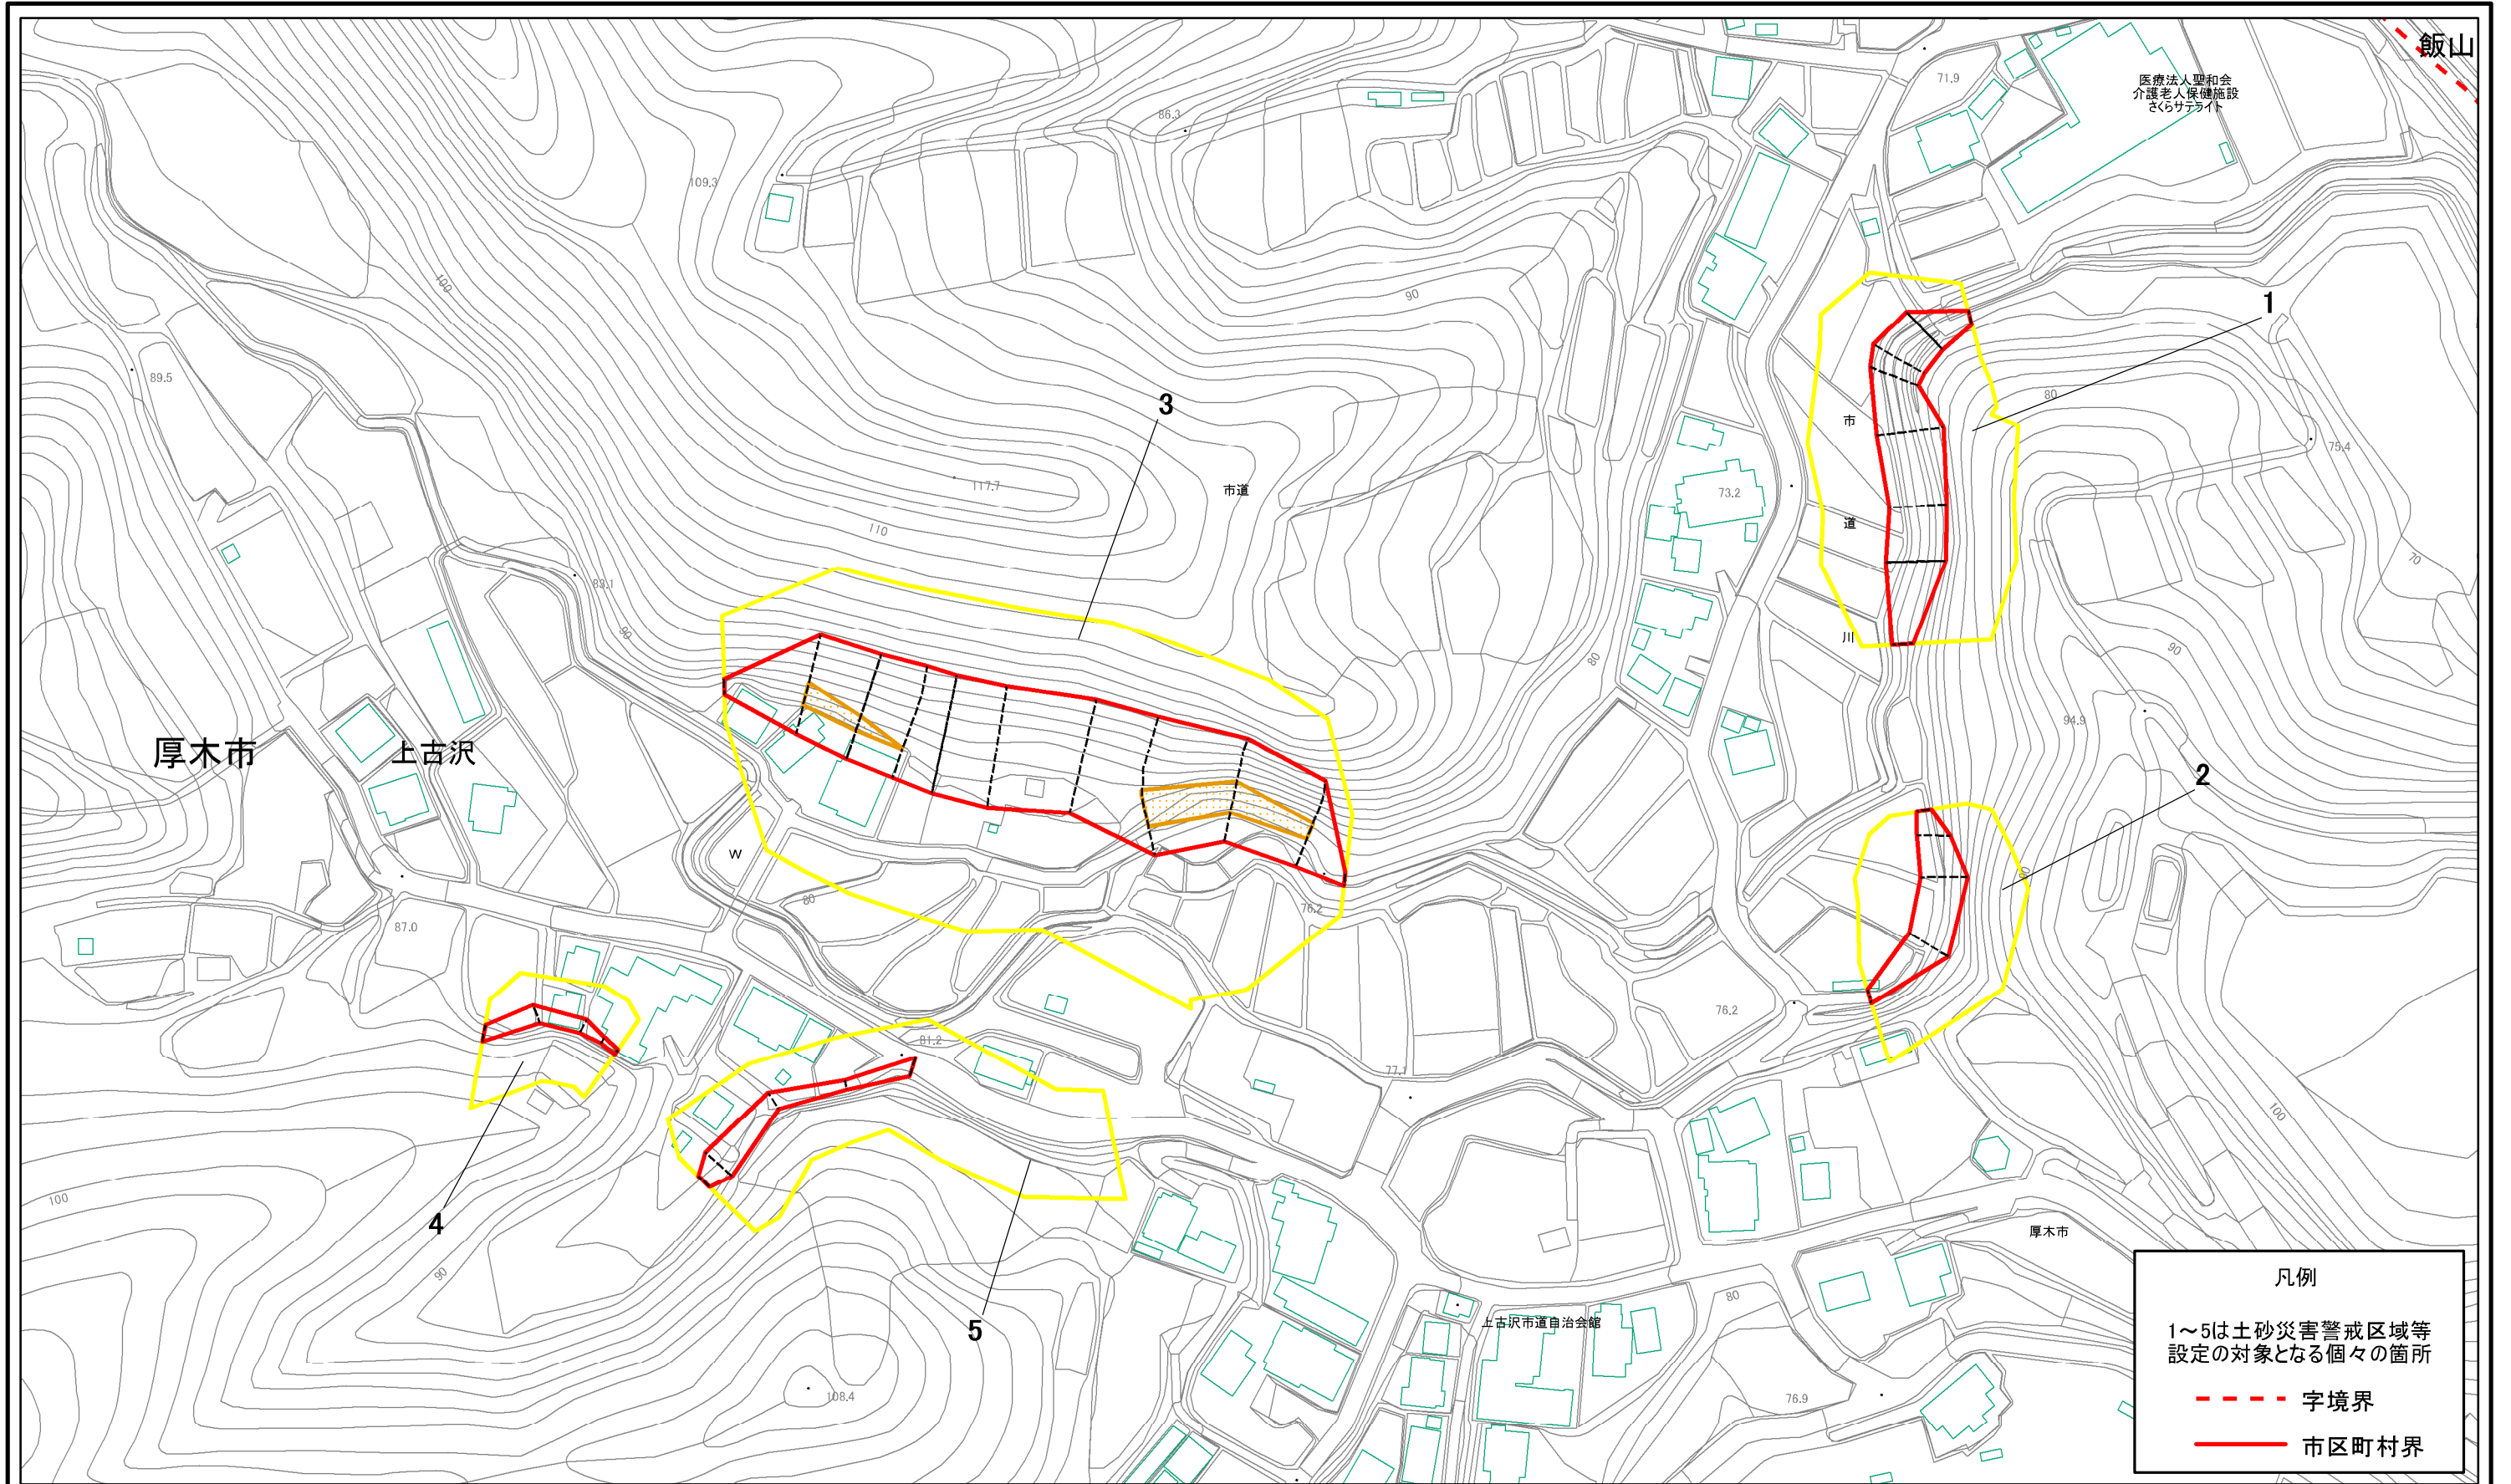 飯山
医療法人聖和会
介護老人保健施設
さくらサテライト
71.9
86.3
109.3
100
90
1
89.5
3
80
市
75.4
117.7
市道
73.2
110
道
70
83.1
90
川
90
80
94.9
厚木市
上古沢
2
W
80
80
76.2
87.0
76.2
81.2
77.1
100
100
4
90
5
厚木市
80
上古沢市道自治会館
108.4
76.9
凡例
1~5は土砂災害警戒区域等
設定の対象となる個々の箇所
字境界
市区町村界